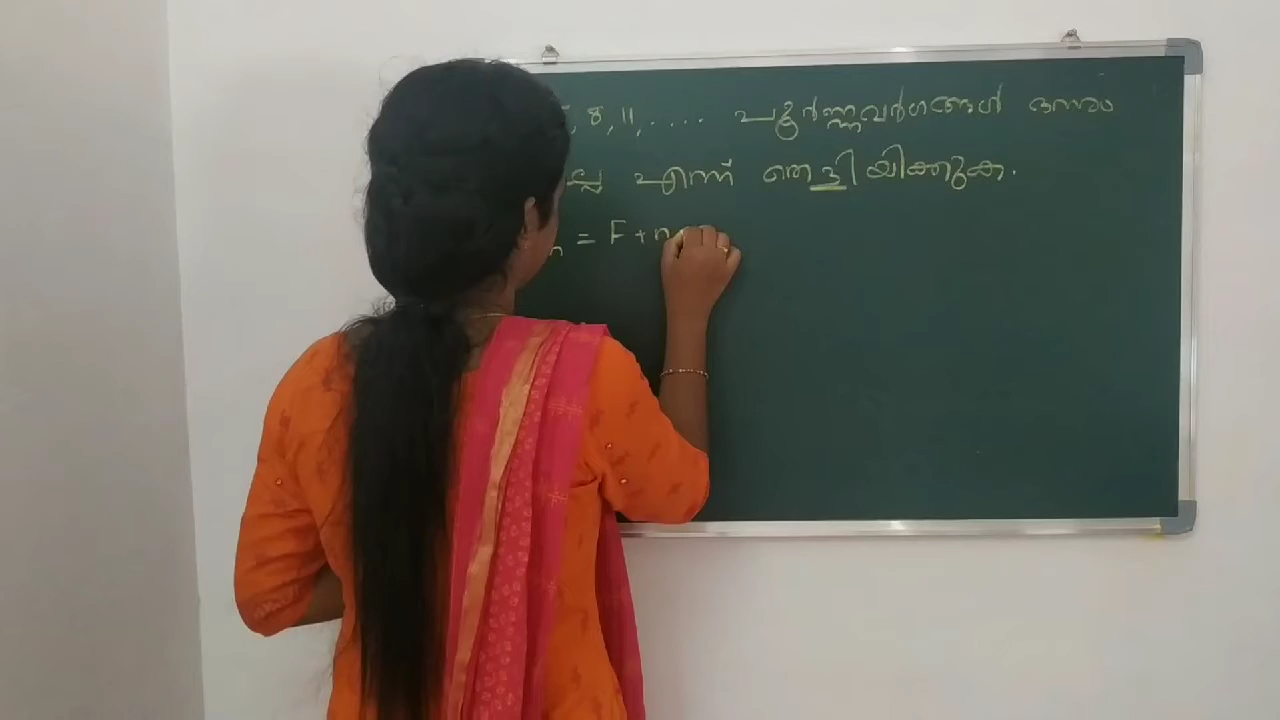 , 8, 11, .... പൂർണ്ണവർഗങ്ങൾ ഒന്നും
ല്ല എന്ന് തെളിയിക്കുക.
n = F + n